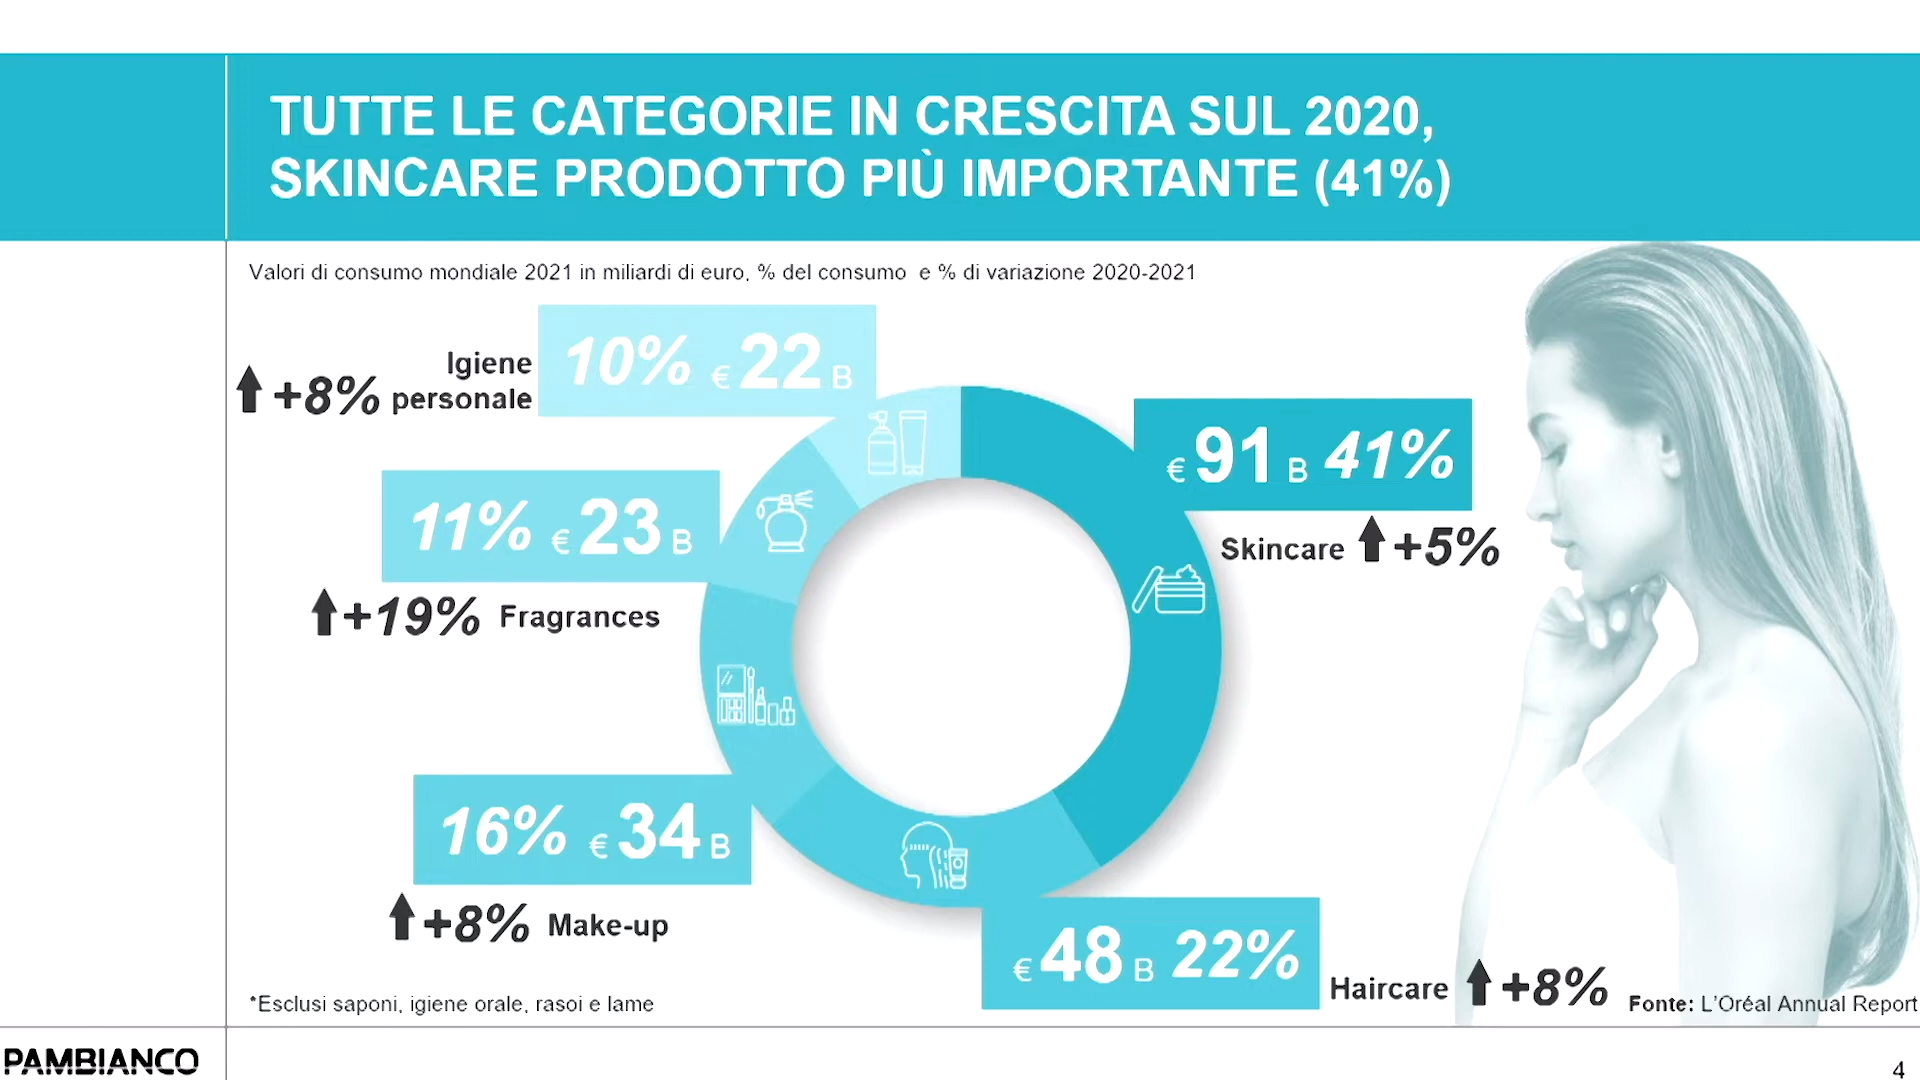 TUTTE LE CATEGORIE IN CRESCITA SUL 2020,
SKINCARE PRODOTTO PIÙ IMPORTANTE (41%)
Valori di consumo mondiale 2021 in miliardi di euro, % del consumo e % di variazione 2020-2021
+8%
Igiene
personale
10% € 22 B
€ 91 B 41%
Skincare +5%
11% € 23 B
+19% Fragrances
16% € 34 B
+8% Make-up
€ 48 B 22%
Haircare +8%
*Esclusi saponi, igiene orale, rasoi e lame
Fonte: L'Oréal Annual Report
PAMBIANCO
4